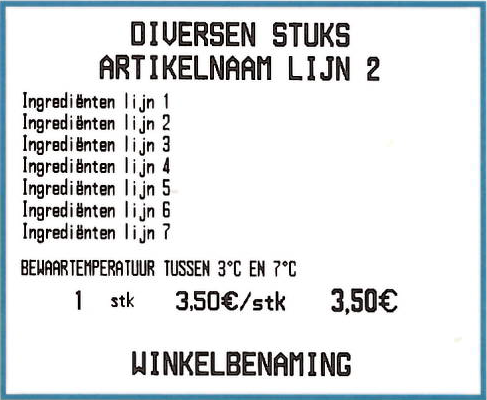 DIVERSEN STUKS
ARTIKELNAAM LIJN 2
Ingrediënten lijn 1
Ingrediënten lijn 2
Ingrediënten lijn 3
Ingrediënten lijn 4
Ingrediënten lijn 5
Ingrediënten lijn 6
Ingrediënten lijn 7
BEWAARTEMPERATUUR TUSSEN 3°C EN 7°C
1 stk 3,50€/stk 3,50€
WINKELBENAMING